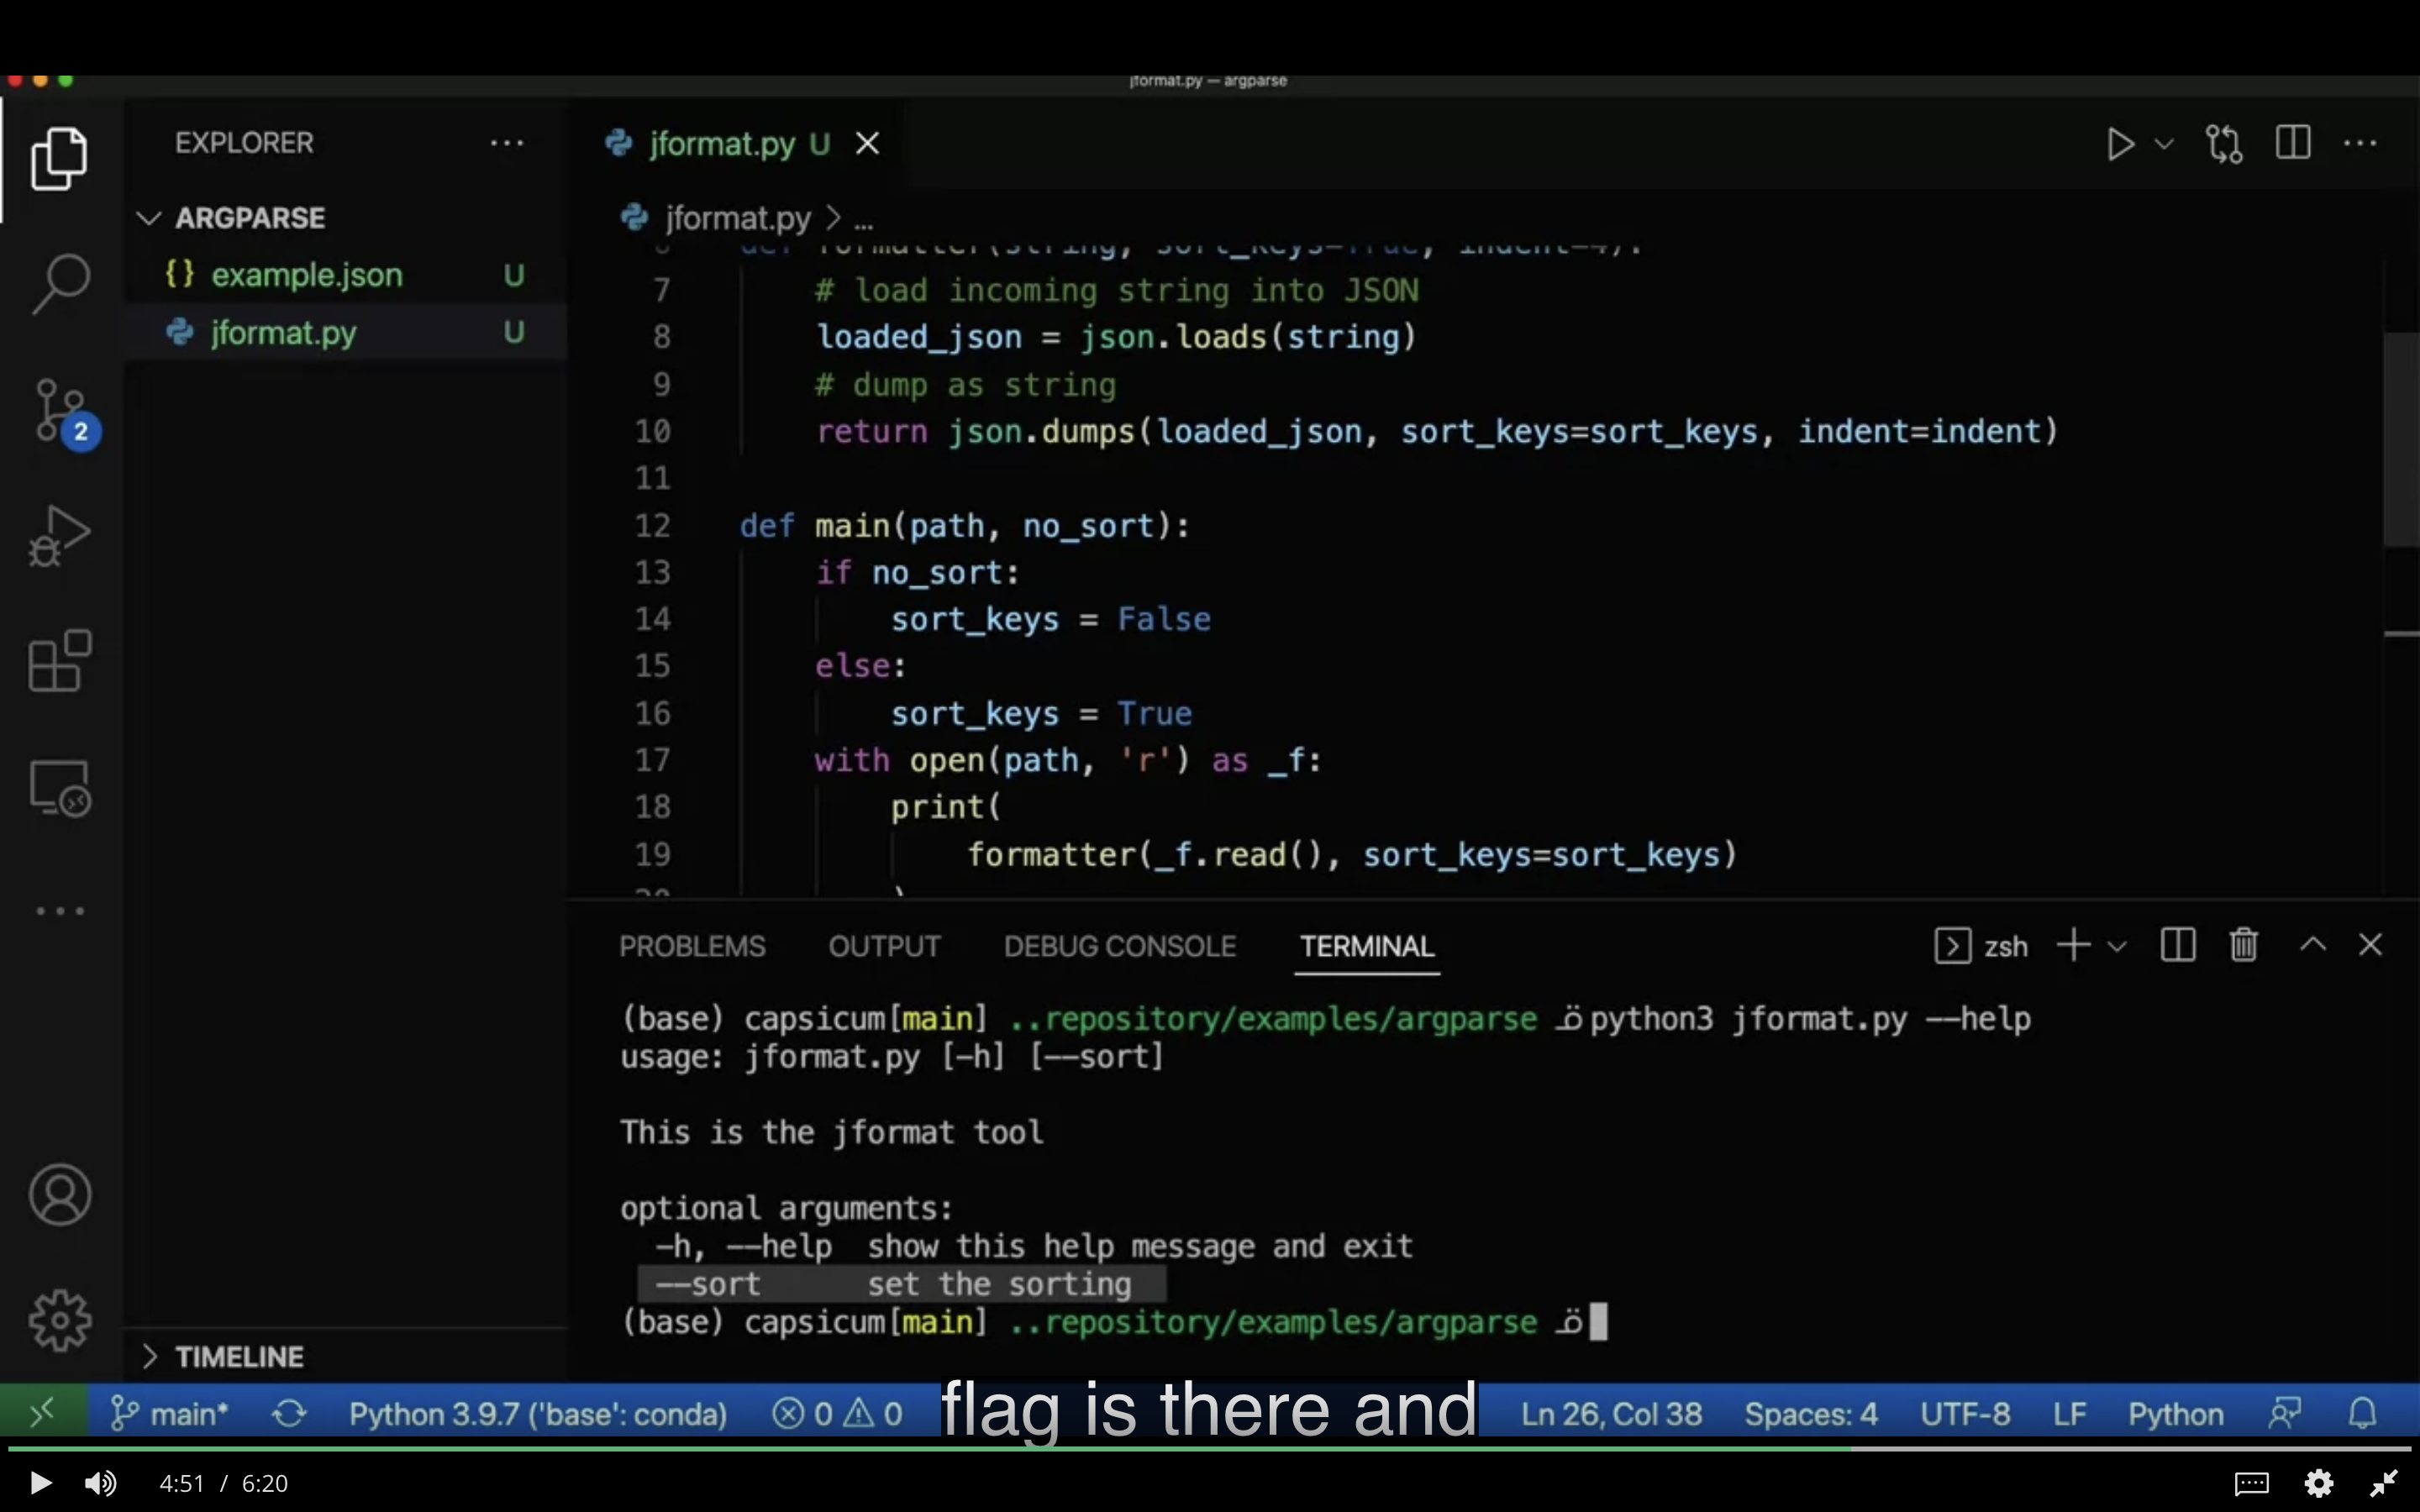 jformat.py — argparse
EXPLORER
ARGPARSE
{} example.json U
jformat.py U
2
TIMELINE
jformat.py U
jformat.py > ...
6 def formatter(string, sort_keys=True, indent=4):
7 # load incoming string into JSON
8 loaded_json = json.loads(string)
9 # dump as string
10 return json.dumps(loaded_json, sort_keys=sort_keys, indent=indent)
11
12 def main(path, no_sort):
13 if no_sort:
14 sort_keys = False
15 else:
16 sort_keys = True
17 with open(path, 'r') as _f:
18 print(
19 formatter(_f.read(), sort_keys=sort_keys)
20 )
PROBLEMS OUTPUT DEBUG CONSOLE TERMINAL zsh
(base) capsicum[main] ..repository/examples/argparse python3 jformat.py --help
usage: jformat.py [-h] [--sort]
This is the jformat tool
optional arguments:
-h, --help show this help message and exit
--sort set the sorting
(base) capsicum[main] ..repository/examples/argparse
main* Python 3.9.7 ('base': conda) 0 0 Ln 26, Col 38 Spaces: 4 UTF-8 LF Python
flag is there and
4:51 / 6:20